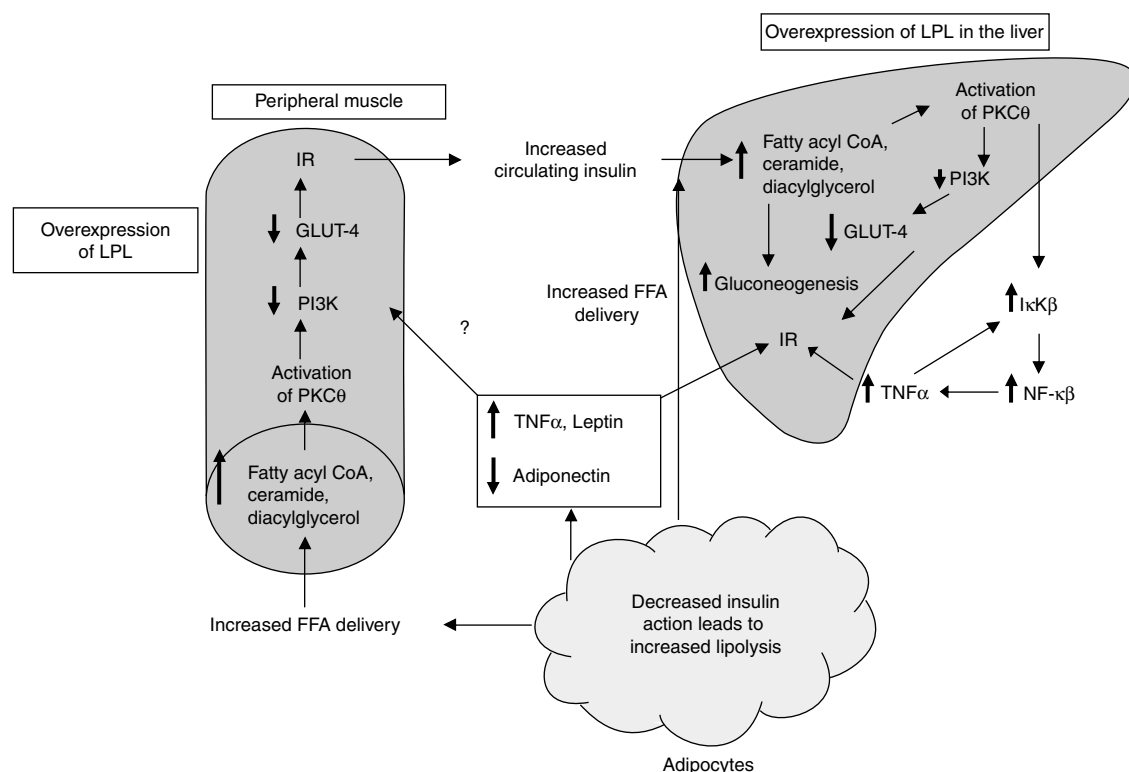 Overexpression of LPL in the liver
Peripheral muscle
Overexpression
of LPL
IR
GLUT-4
PI3K
Activation
of PKCθ
Fatty acyl CoA,
ceramide,
diacylglycerol
Increased FFA delivery
Increased
circulating insulin
Fatty acyl CoA,
ceramide,
diacylglycerol
Activation
of PKCθ
PI3K
GLUT-4
Gluconeogenesis
IR
IκKβ
NF-κβ
TNFα
Increased FFA
delivery
?
TNFα, Leptin
Adiponectin
Decreased insulin
action leads to
increased lipolysis
Adipocytes